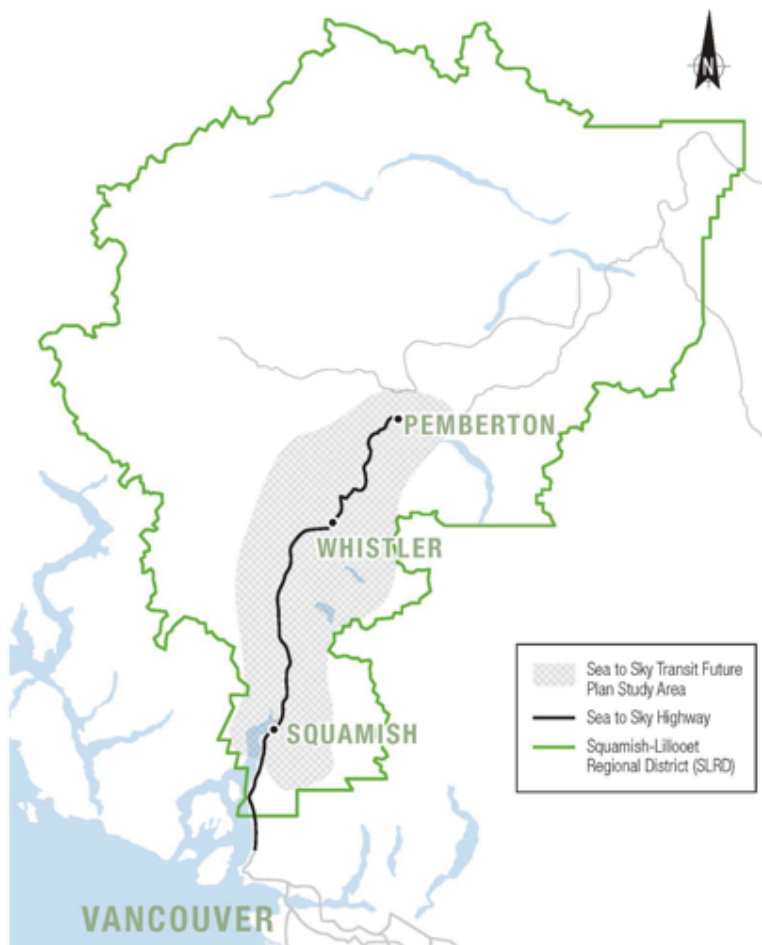 N
PEMBERTON
WHISTLER
SQUAMISH
Sea to Sky Transit Future
Plan Study Area
Sea to Sky Highway
Squamish-Lillooet
Regional District (SLRD)
VANCOUVER